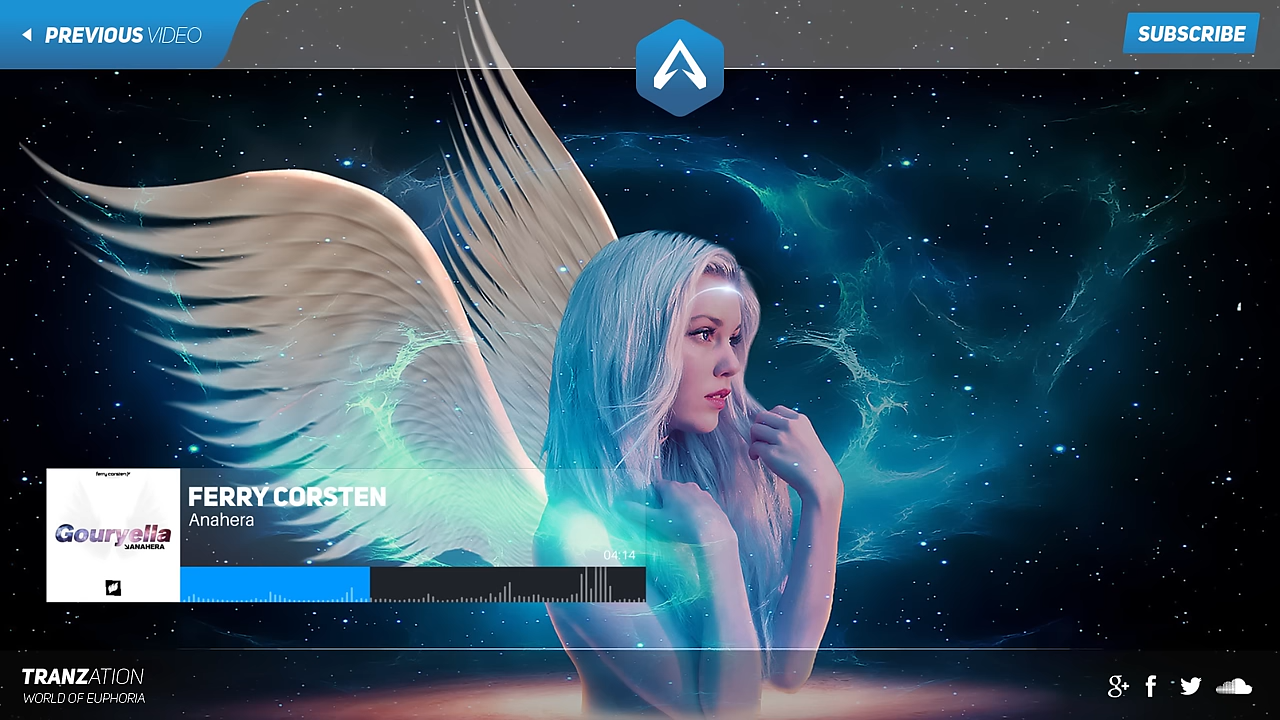 PREVIOUS VIDEO
SUBSCRIBE
ferry corsten
Gouryella
ANAHERA
FERRY CORSTEN
Anahera
04:14
TRANZATION
WORLD OF EUPHORIA
g+ f